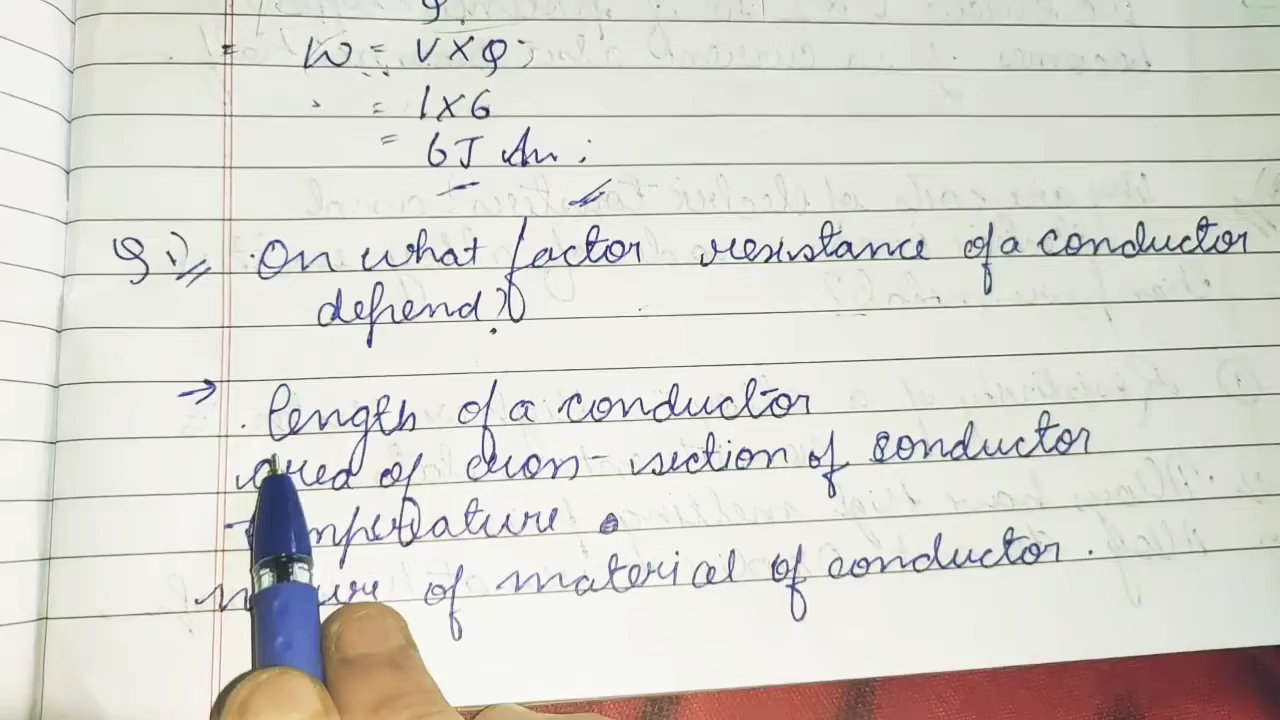 = W = V X Q
= 1 X 6
= 6J Ans
Q On what factor resistance of a conductor
depend?
→ length of a conductor
area of cross-section of conductor
temperature
nature of material of conductor.